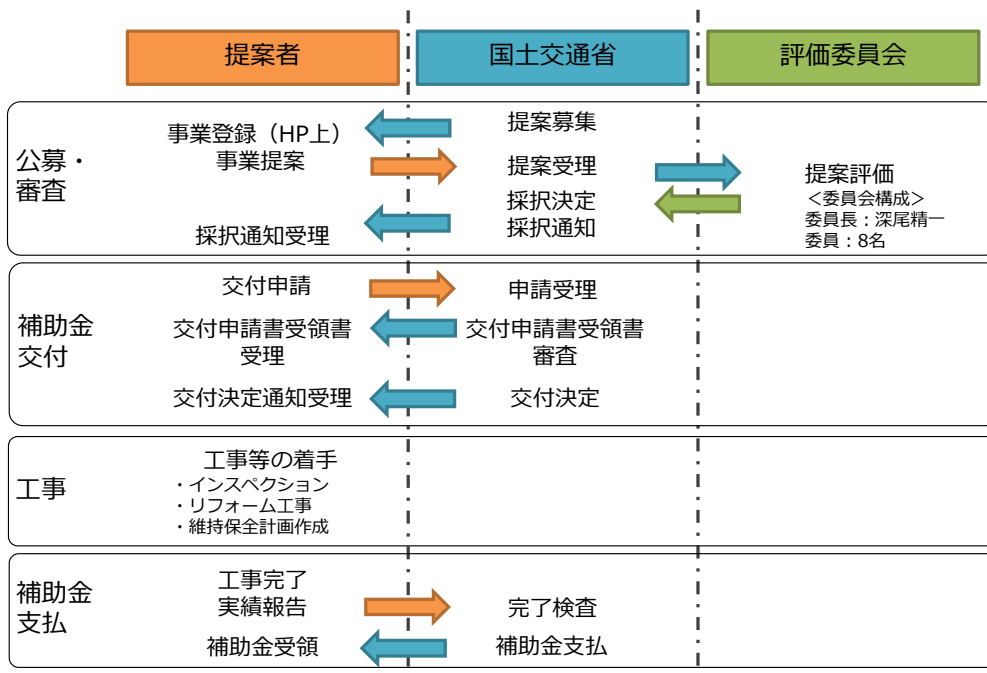 提案者
国土交通省
評価委員会
公募・
審査
事業登録（HP上）
事業提案
採択通知受理
提案募集
提案受理
採択決定
採択通知
提案評価
＜委員会構成＞
委員長：深尾精一
委員：8名
補助金
交付
交付申請
交付申請書受領書
受理
交付決定通知受理
申請受理
交付申請書受領書
審査
交付決定
工事
工事等の着手
・インスペクション
・リフォーム工事
・維持保全計画作成
補助金
支払
工事完了
実績報告
補助金受領
完了検査
補助金支払